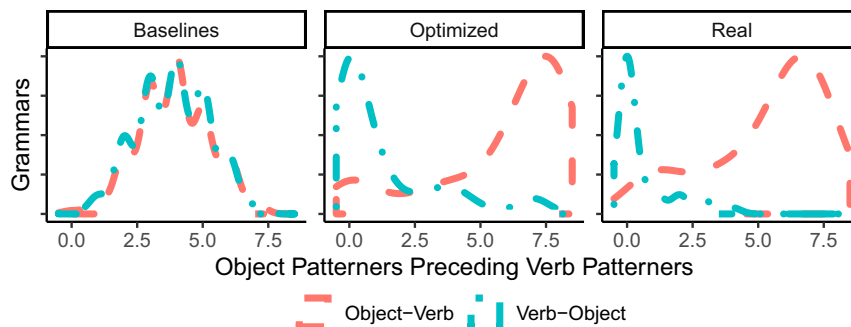 Baselines Optimized Real
Grammars
0.0 2.5 5.0 7.5 0.0 2.5 5.0 7.5 0.0 2.5 5.0 7.5
Object Patterners Preceding Verb Patterners
Object−Verb Verb−Object